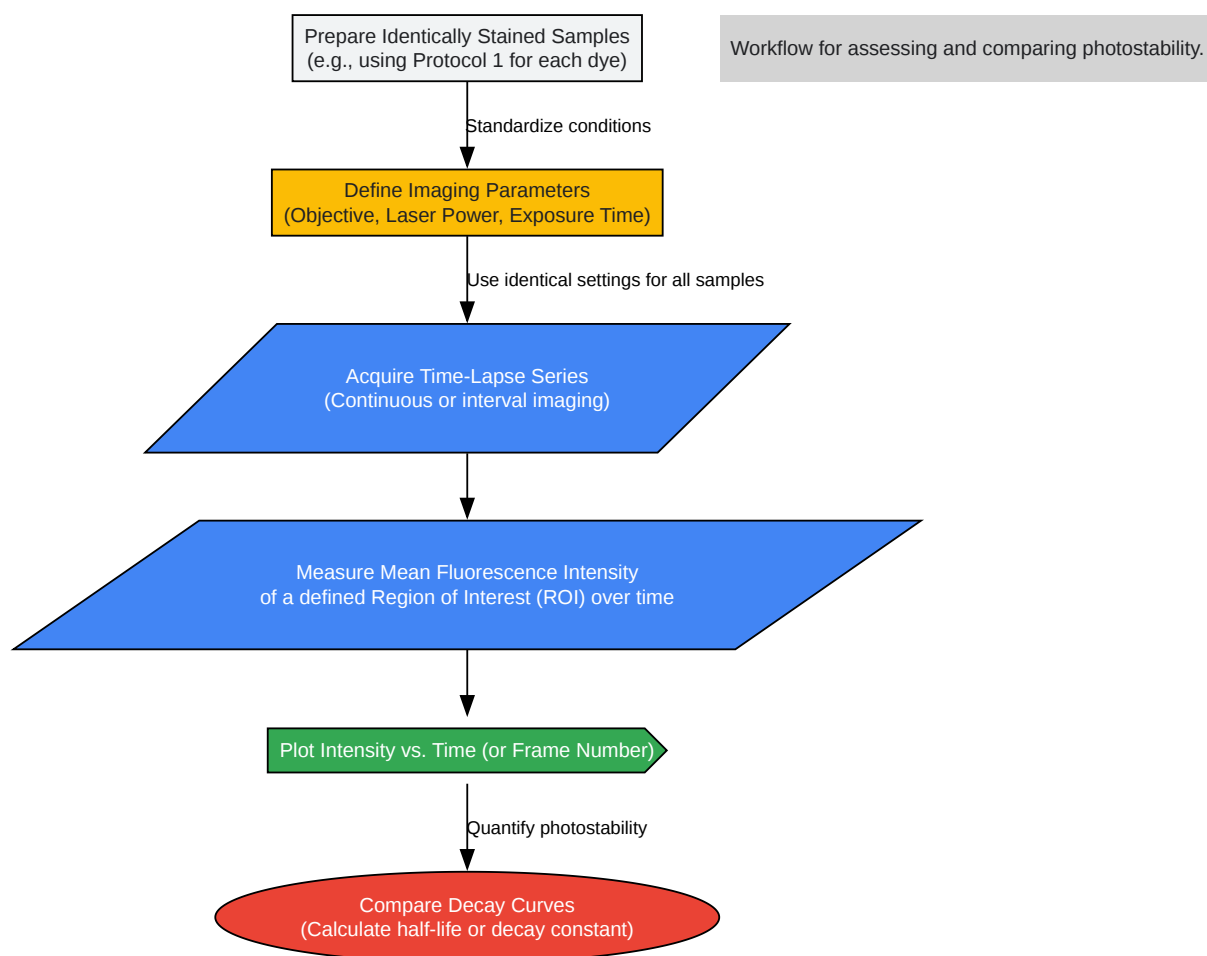 Prepare Identically Stained Samples
(e.g., using Protocol 1 for each dye)
Workflow for assessing and comparing photostability.
Standardize conditions
Define Imaging Parameters
(Objective, Laser Power, Exposure Time)
Use identical settings for all samples
Acquire Time-Lapse Series
(Continuous or interval imaging)
Measure Mean Fluorescence Intensity
of a defined Region of Interest (ROI) over time
Plot Intensity vs. Time (or Frame Number)
Quantify photostability
Compare Decay Curves
(Calculate half-life or decay constant)